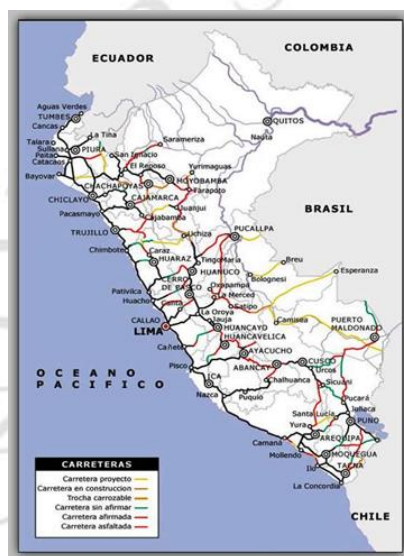 ECUADOR
COLOMBIA
Aguas Verdes
TUMBES
Cancas
La Tina
IQUITOS
Talara
Sullana
PIURA
Sarameriza
Nauta
Paita
San Ignacio
Catacaos
El Reposo
Yurimaguas
Bayovar
MOYOBAMBA
CHACHAPOYAS
Tarapoto
CHICLAYO
CAJAMARCA
BRASIL
Pacasmayo
Juanjui
Cajabamba
TRUJILLO
Uchiza
PUCALLPA
Chimbote
Caraz
Tingo María
Breu
HUARAZ
HUANUCO
Esperanza
CERRO
DE PASCO
Bolognesi
Oxapampa
Pativilca
La Merced
Huacho
Canta
Satipo
La Oroya
CALLAO
Jauja
Camisea
PUERTO
MALDONADO
LIMA
HUANCAYO
HUANCAVELICA
Cañete
AYACUCHO
CUSCO
OCEANO
PACIFICO
ABANCAY
Urcos
Pisco
Sicuani
ICA
Chalhuanca
Nazca
Puquio
Pucará
Santa Lucía
Juliaca
Yura
PUNO
Camaná
AREQUIPA
Mollendo
MOQUEGUA
Ilo
TACNA
La Concordia
CHILE
CARRETERAS
Carretera proyecto
Carretera en construccion
Trocha carrozable
Carretera sin afirmar
Carretera afirmada
Carretera asfaltada